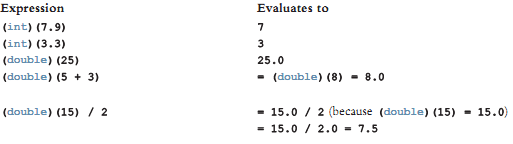 Expression Evaluates to
(int)(7.9) 7
(int)(3.3) 3
(double)(25) 25.0
(double)(5 + 3) = (double)(8) = 8.0
(double)(15) / 2 = 15.0 / 2 (because (double)(15) = 15.0)
= 15.0 / 2.0 = 7.5